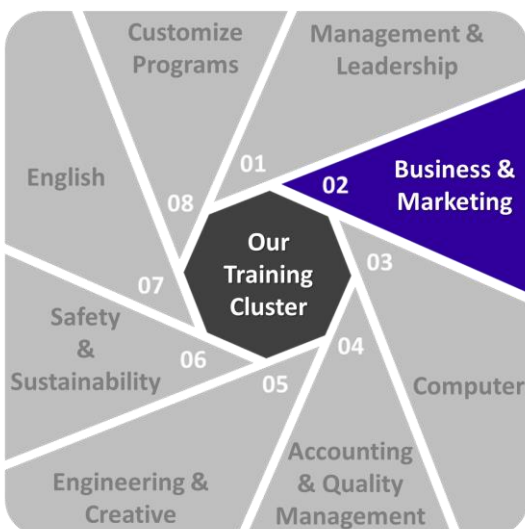 Our
Training
Cluster
01
Management &
Leadership
02
Business &
Marketing
03
Computer
04
Accounting
& Quality
Management
05
Engineering &
Creative
06
Safety
&
Sustainability
07
English
08
Customize
Programs